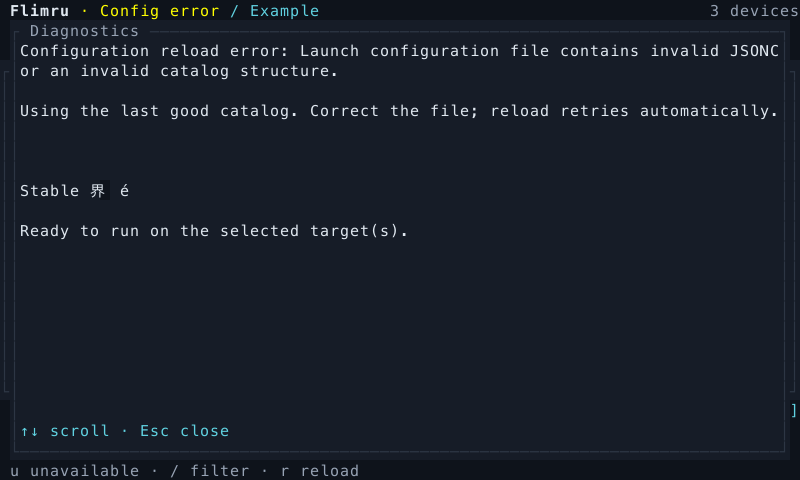 Flimru · Config error / Example 3 devices
Diagnostics
Configuration reload error: Launch configuration file contains invalid JSONC
or an invalid catalog structure.
Using the last good catalog. Correct the file; reload retries automatically.
Stable 界 é
Ready to run on the selected target(s).
]
↑↓ scroll · Esc close
u unavailable · / filter · r reload